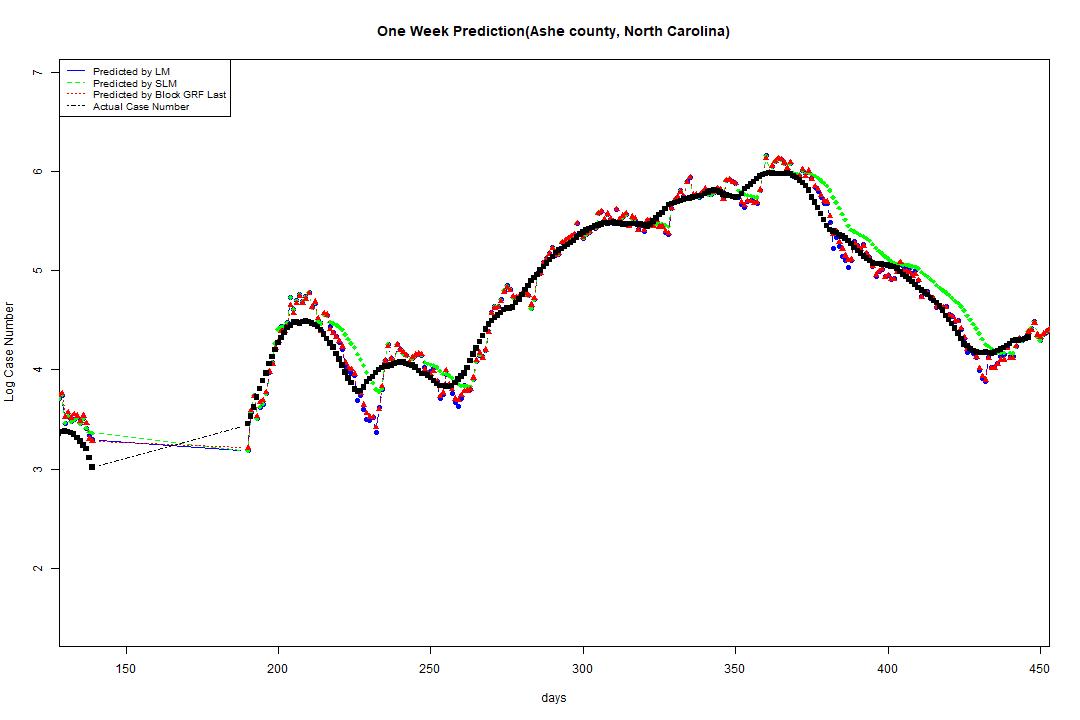 One Week Prediction(Ashe county, North Carolina)
Predicted by LM
Predicted by SLM
Predicted by Block GRF Last
Actual Case Number
Log Case Number
7
6
5
4
3
2
150 200 250 300 350 400 450
days